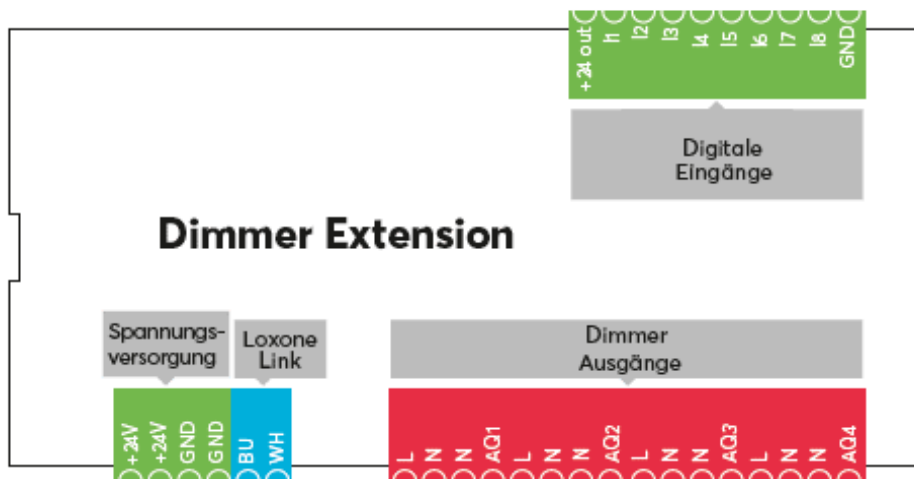 +24 out I1 I2 I3 I4 I5 I6 I7 I8 GND
Digitale
Eingänge
Dimmer Extension
Spannungs-
versorgung
Loxone
Link
Dimmer
Ausgänge
+24V +24V GND GND BU WH
L N N AQ1 L N N AQ2 L N N AQ3 L N N AQ4